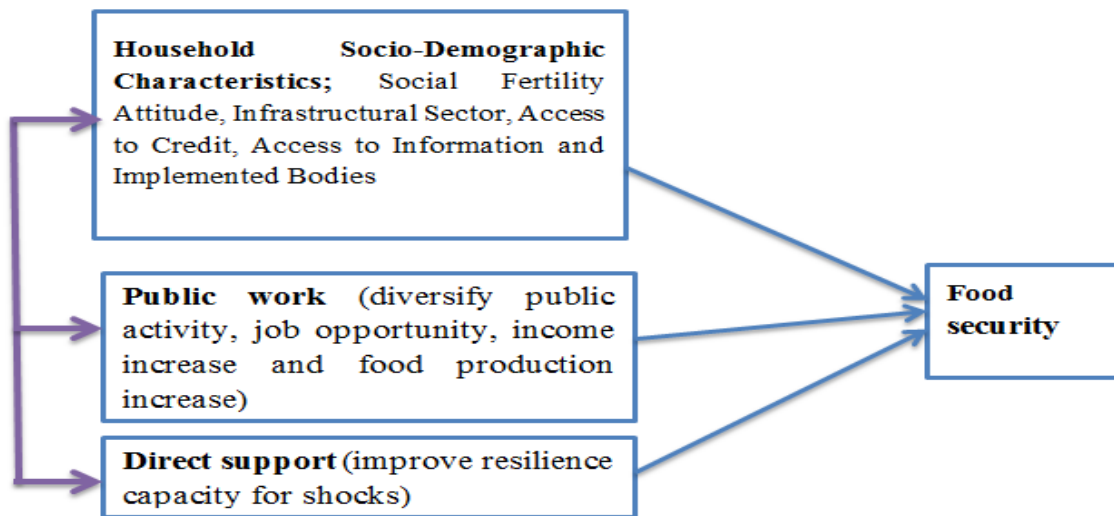 Household Socio-Demographic
Characteristics; Social Fertility
Attitude, Infrastructural Sector, Access
to Credit, Access to Information and
Implemented Bodies
Public work (diversify public
activity, job opportunity, income
increase and food production
increase)
Direct support (improve resilience
capacity for shocks)
Food
security